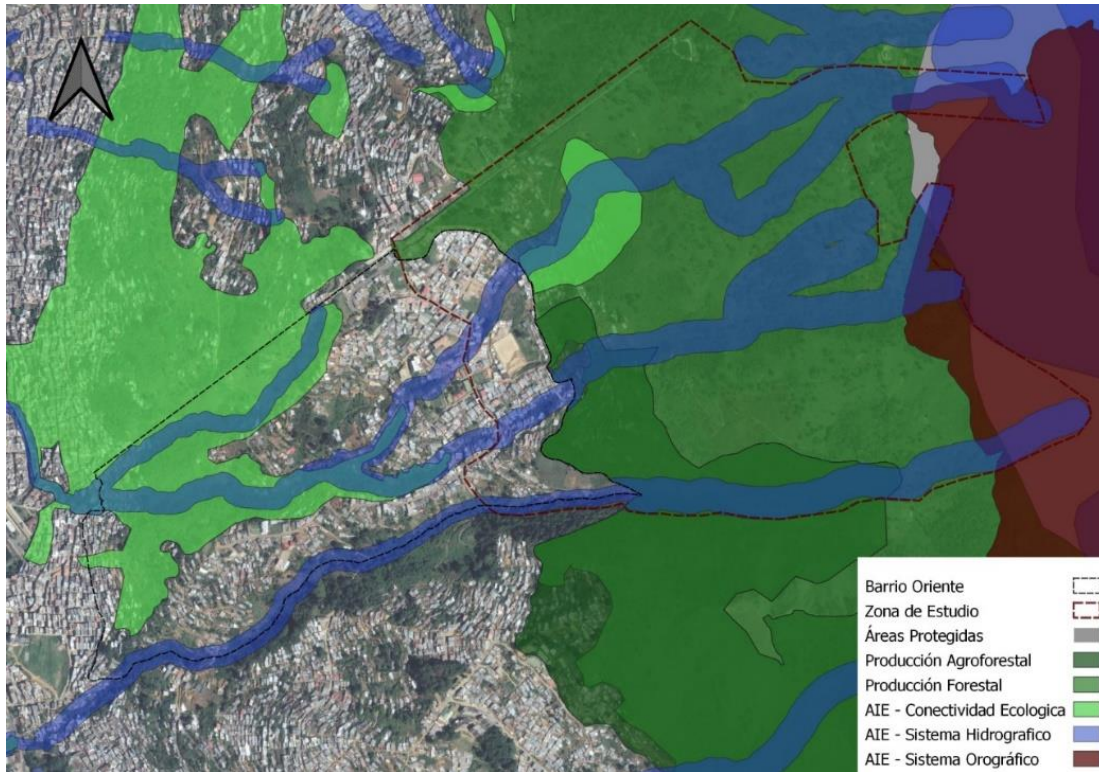 Barrio Oriente
Zona de Estudio
Áreas Protegidas
Producción Agroforestal
Producción Forestal
AIE - Conectividad Ecologica
AIE - Sistema Hidrografico
AIE - Sistema Orográfico